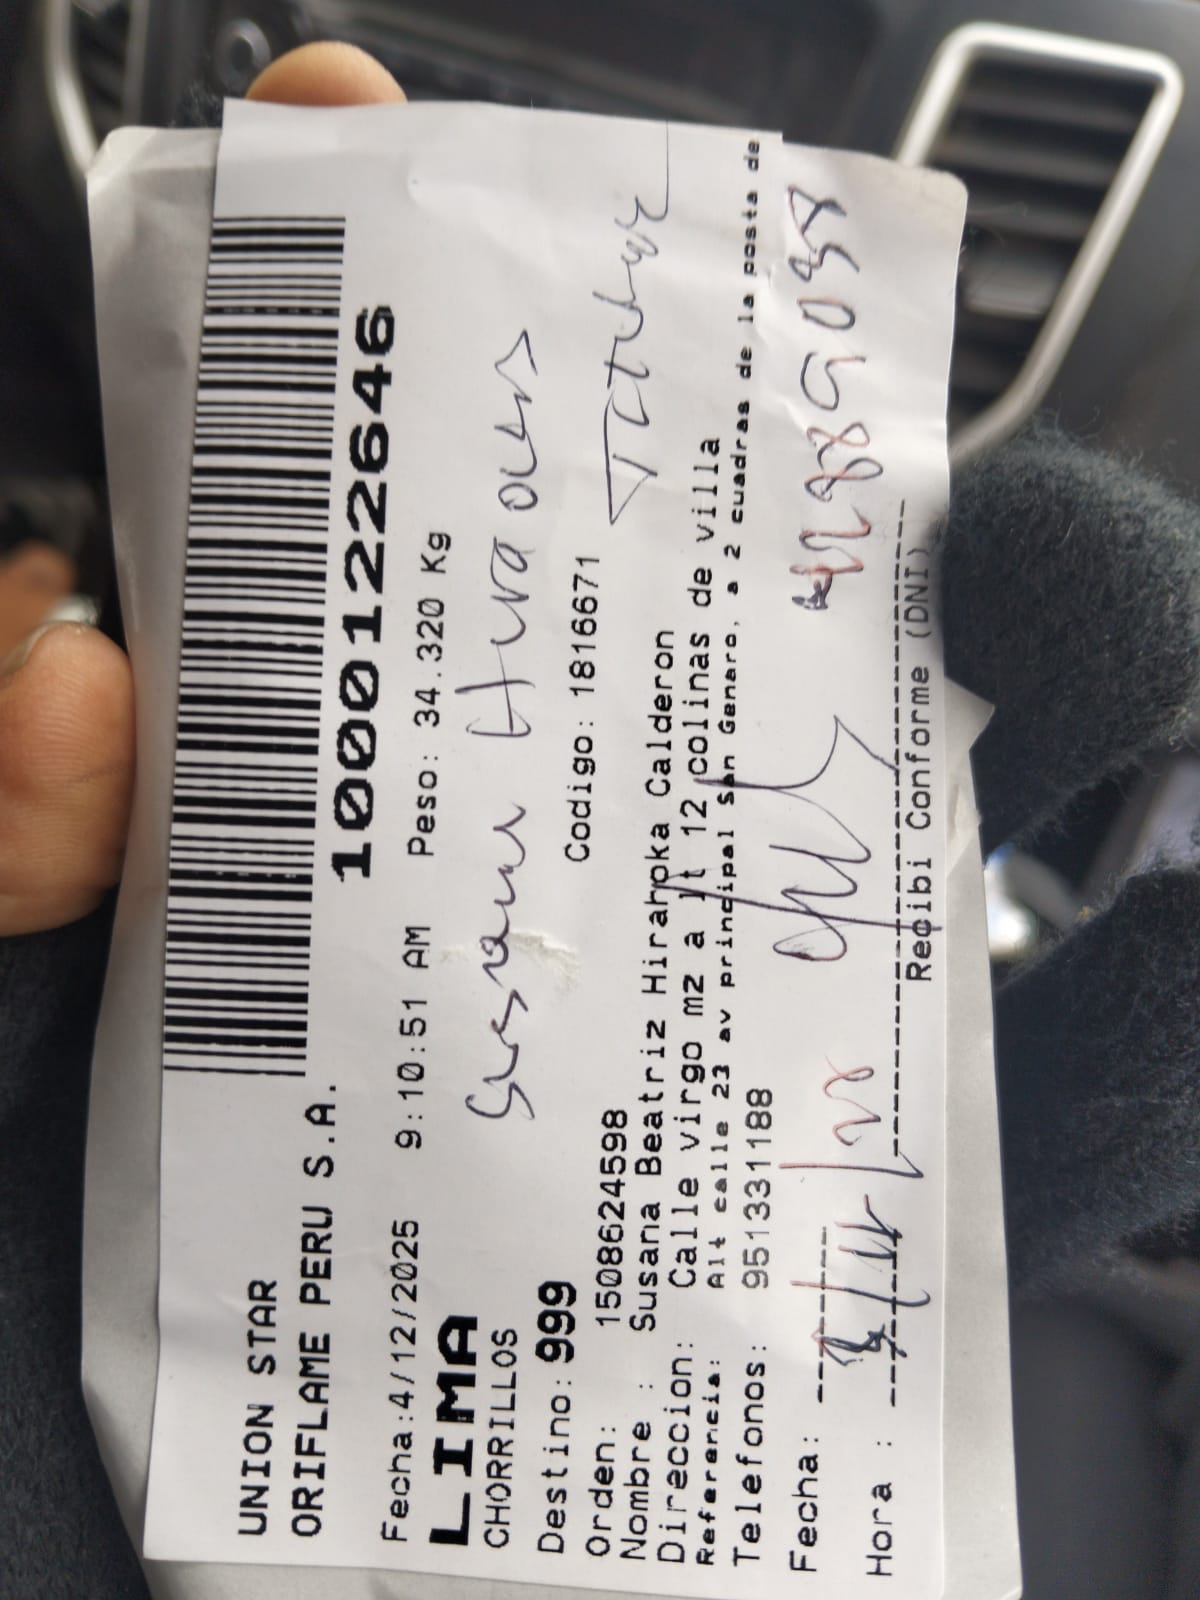 UNION STAR
ORIFLAME PERU S.A.
1000122646
Fecha:4/12/2025 9:10:51 AM Peso: 34.320 Kg
LIMA
CHORRILLOS
Destino: 999
Orden: 1508624598 Codigo: 1816671
Nombre : Susana Beatriz Hirahoka Calderon
Direccion: Calle virgo mz a lt 12 colinas de villa
Referencia: Alt calle 23 av principal San Genaro, a 2 cuadras de la posta de
Telefonos: 951331188
Fecha:
Hora :
Recibi Conforme (DNI)